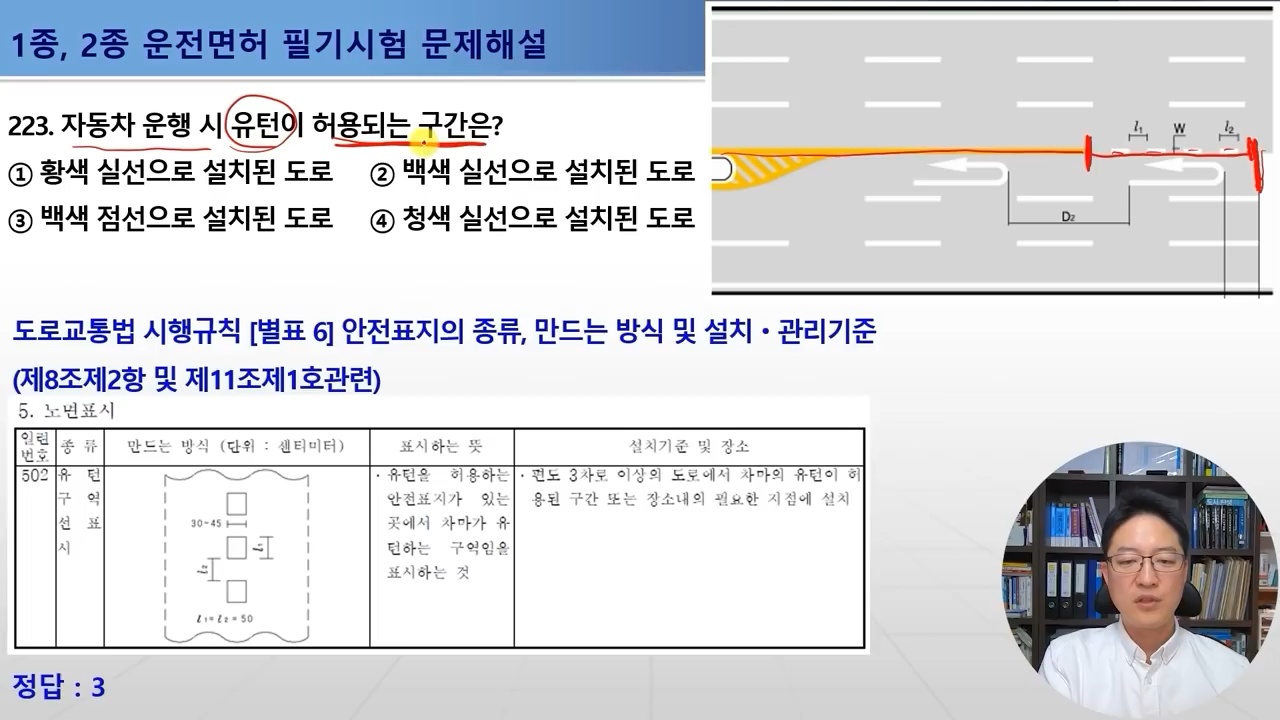 1종, 2종 운전면허 필기시험 문제해설
223. 자동차 운행 시 유턴이 허용되는 구간은?
① 황색 실선으로 설치된 도로 ② 백색 실선으로 설치된 도로
③ 백색 점선으로 설치된 도로 ④ 청색 실선으로 설치된 도로
l₁ W l₂
D₂
도로교통법 시행규칙 [별표 6] 안전표지의 종류, 만드는 방식 및 설치・관리기준
(제8조제2항 및 제11조제1호관련)
5. 노면표시
일련번호 종 류 만드는 방식 (단위 : 센티미터) 표시하는 뜻 설치기준 및 장소
502
유 턴
구 역
선 표
시
30~45
l₁
l₂
l₁=l₂=50
· 유턴을 허용하는
안전표지가 있는
곳에서 차마가 유
턴하는 구역임을
표시하는 것
· 편도 3차로 이상의 도로에서 차마의 유턴이 허
용된 구간 또는 장소내의 필요한 지점에 설치
정답 : 3